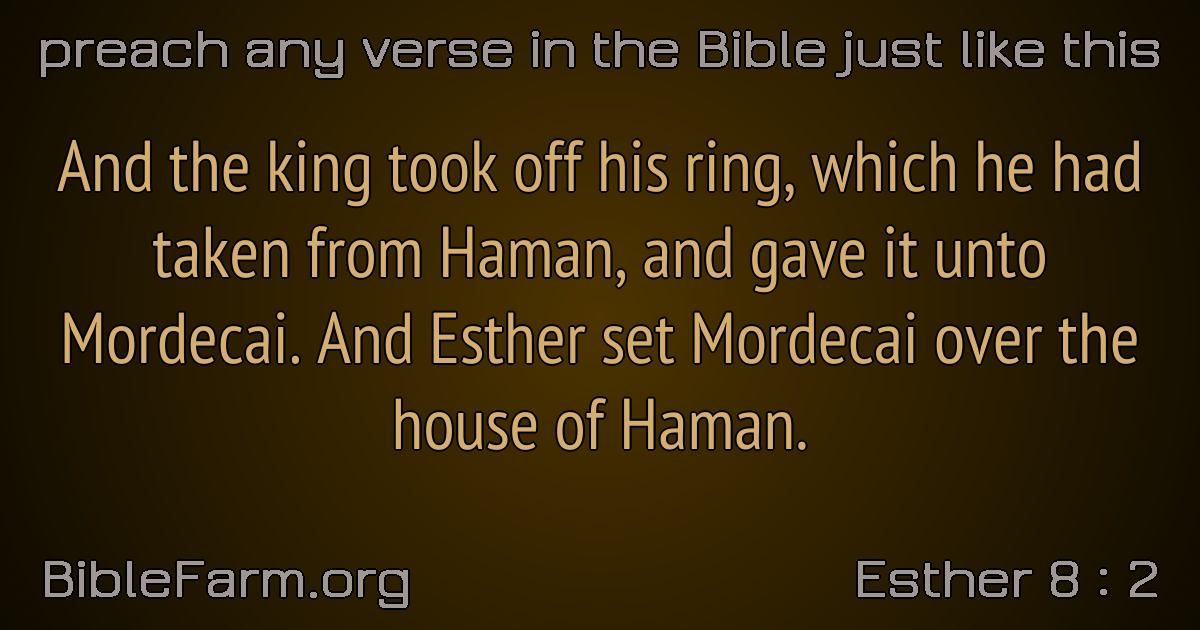 preach any verse in the Bible just like this
And the king took off his ring, which he had
taken from Haman, and gave it unto
Mordecai. And Esther set Mordecai over the
house of Haman.
BibleFarm.org
Esther 8 : 2